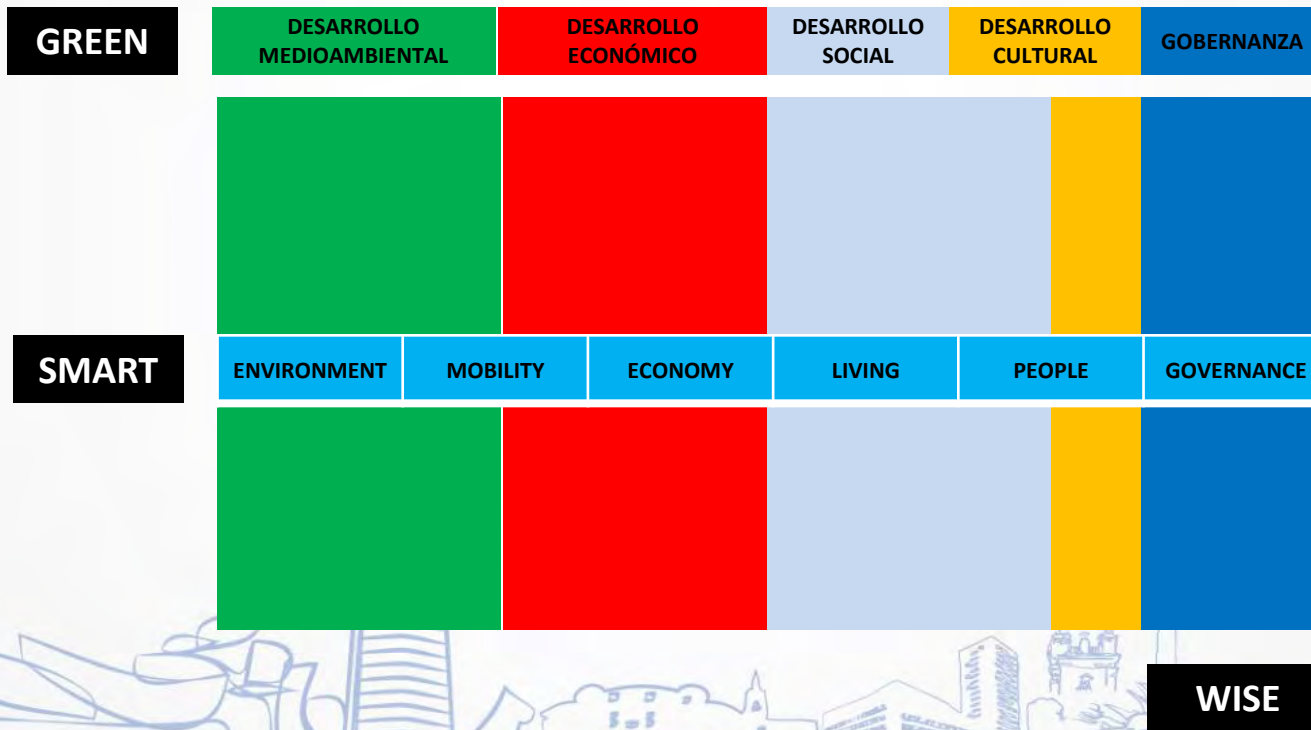 GREEN
DESARROLLO
MEDIOAMBIENTAL
DESARROLLO
ECONÓMICO
DESARROLLO
SOCIAL
DESARROLLO
CULTURAL
GOBERNANZA
SMART
ENVIRONMENT
MOBILITY
ECONOMY
LIVING
PEOPLE
GOVERNANCE
WISE